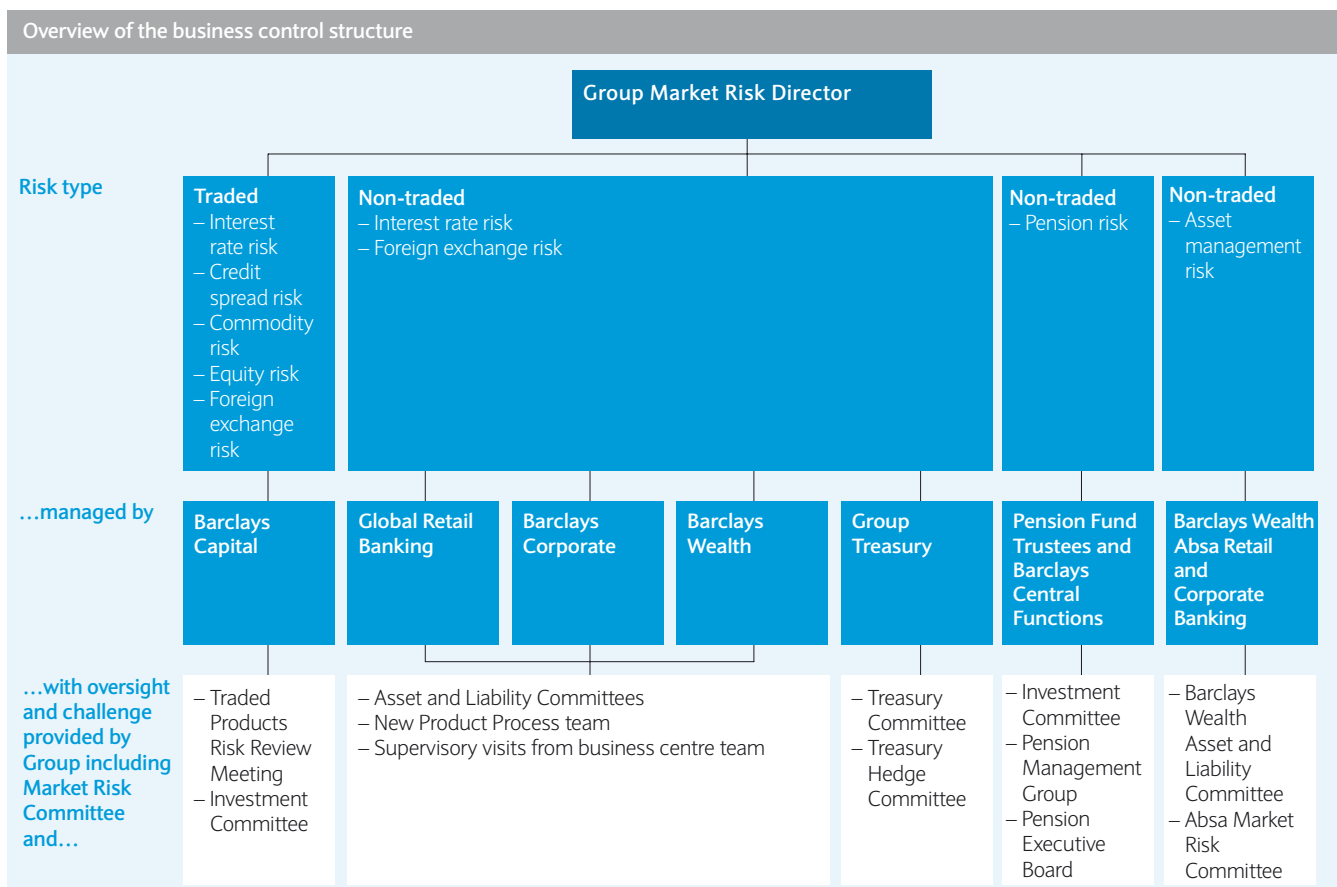 Overview of the business control structure
Group Market Risk Director
Risk type
Traded
– Interest
rate risk
– Credit
spread risk
– Commodity
risk
– Equity risk
– Foreign
exchange
risk
Non-traded
– Interest rate risk
– Foreign exchange risk
Non-traded
– Pension risk
Non-traded
– Asset
management
risk
...managed by
Barclays
Capital
Global Retail
Banking
Barclays
Corporate
Barclays
Wealth
Group
Treasury
Pension Fund
Trustees and
Barclays
Central
Functions
Barclays Wealth
Absa Retail
and
Corporate
Banking
...with oversight
and challenge
provided by
Group including
Market Risk
Committee
and...
– Traded
Products
Risk Review
Meeting
– Investment
Committee
– Asset and Liability Committees
– New Product Process team
– Supervisory visits from business centre team
– Treasury
Committee
– Treasury
Hedge
Committee
– Investment
Committee
– Pension
Management
Group
– Pension
Executive
Board
– Barclays
Wealth
Asset and
Liability
Committee
– Absa Market
Risk
Committee